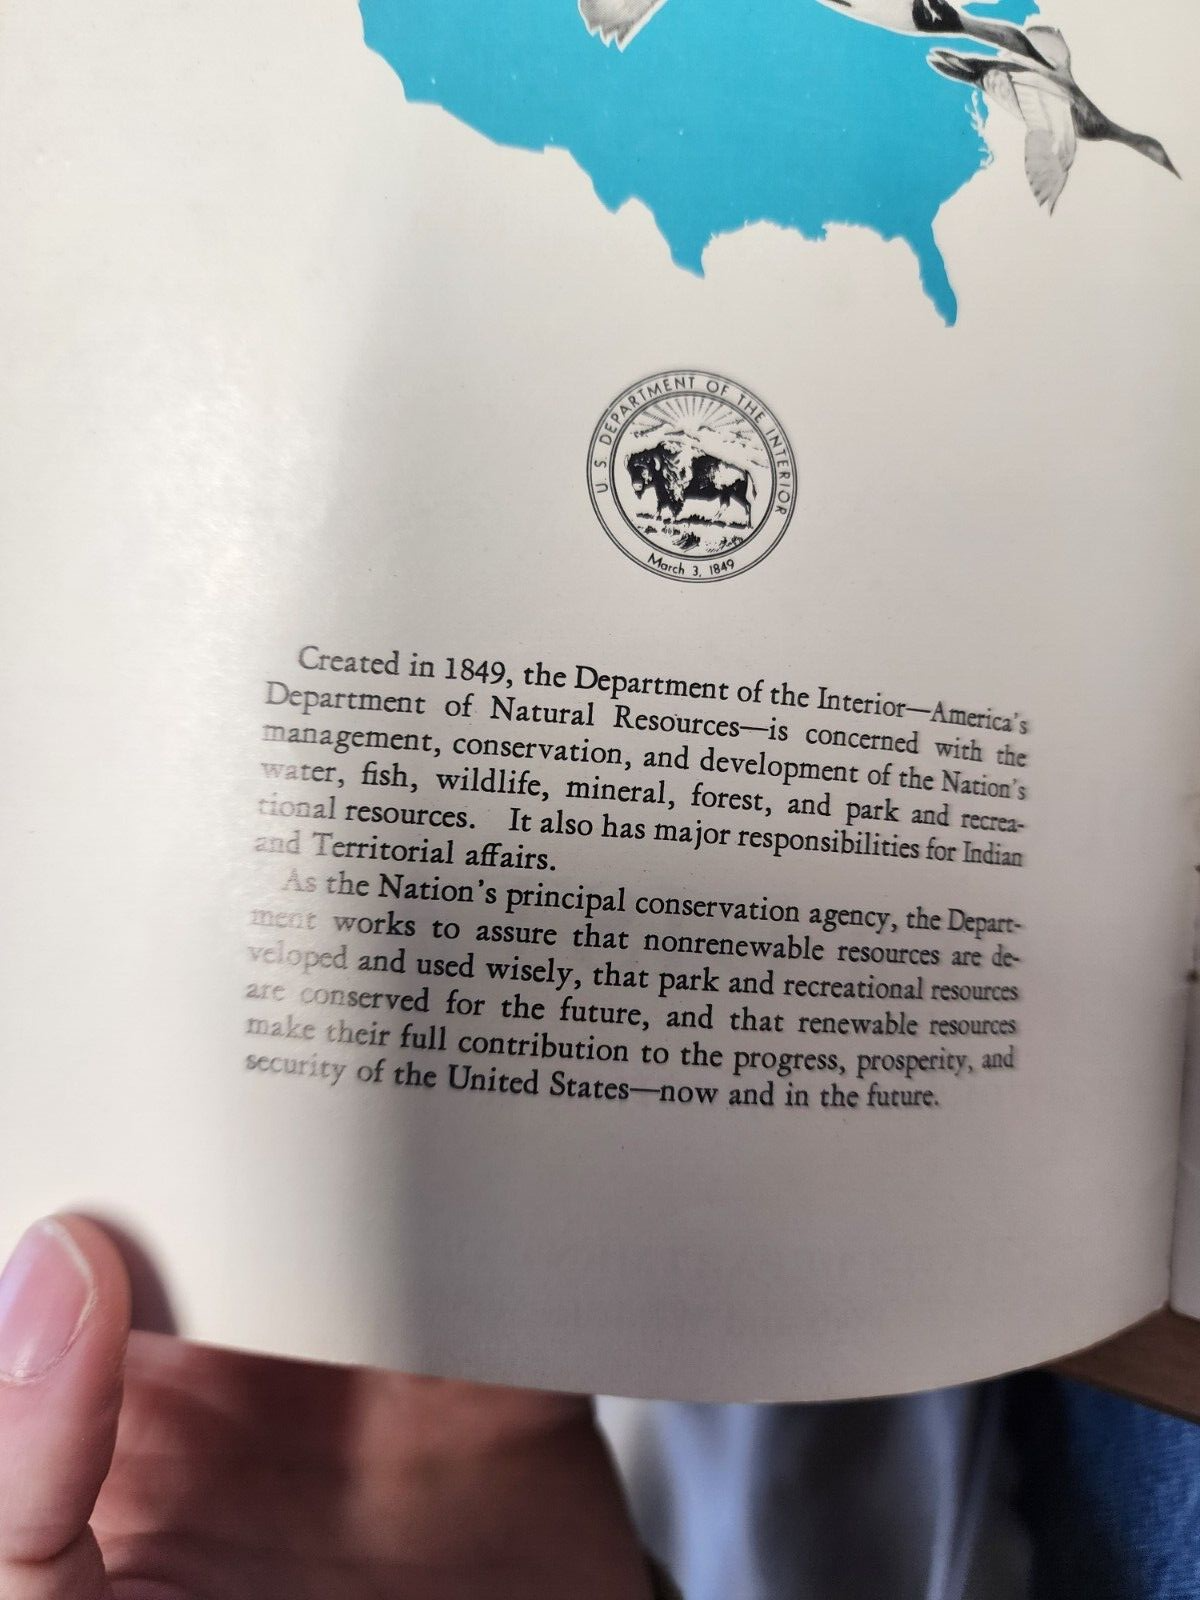 U. S. DEPARTMENT OF THE INTERIOR
March 3, 1849
Created in 1849, the Department of the Interior—America's
Department of Natural Resources—is concerned with the
management, conservation, and development of the Nation's
water, fish, wildlife, mineral, forest, and park and recrea-
tional resources. It also has major responsibilities for Indian
and Territorial affairs.
As the Nation's principal conservation agency, the Depart-
ment works to assure that nonrenewable resources are de-
veloped and used wisely, that park and recreational resources
are conserved for the future, and that renewable resources
make their full contribution to the progress, prosperity, and
security of the United States—now and in the future.